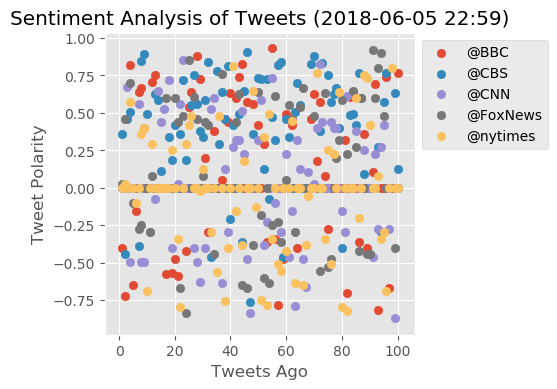 Sentiment Analysis of Tweets (2018-06-05 22:59)
1.00
0.75
0.50
0.25
0.00
−0.25
−0.50
−0.75
Tweet Polarity
0
20
40
60
80
100
Tweets Ago
@BBC
@CBS
@CNN
@FoxNews
@nytimes